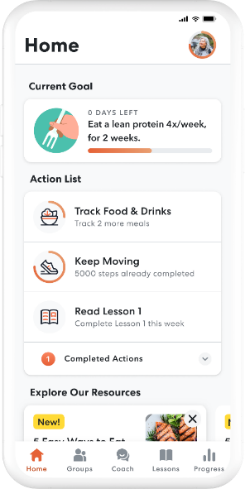 Home
Current Goal
0 DAYS LEFT
Eat a lean protein 4x/week,
for 2 weeks.
Action List
Track Food & Drinks
Track 2 more meals
Keep Moving
5000 steps already completed
Read Lesson 1
Complete Lesson 1 this week
1 Completed Actions
Explore Our Resources
New!
5 Easy Ways to Eat
Home Groups Coach Lessons Progress